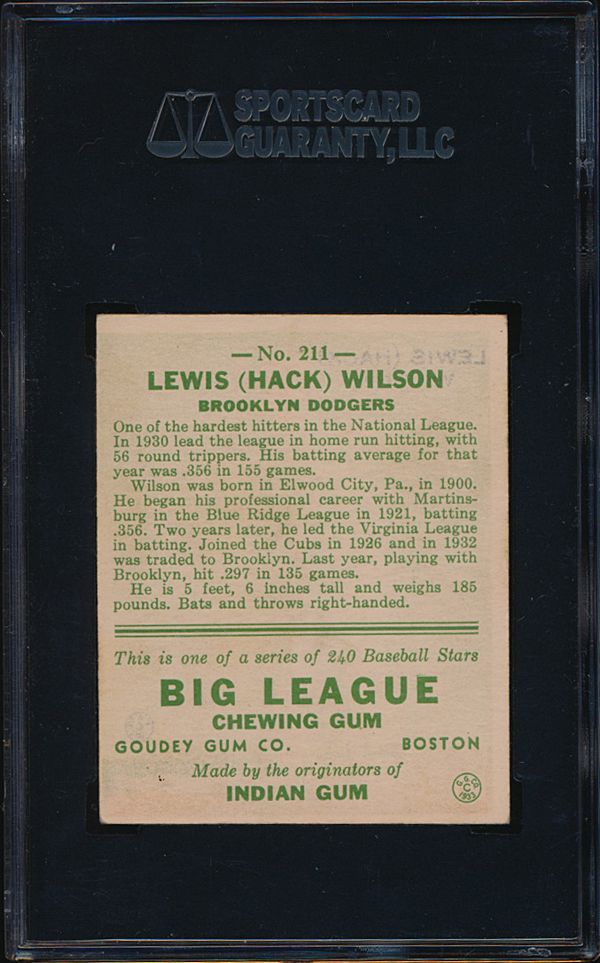 SPORTSCARD
GUARANTY, LLC
— No. 211 —
LEWIS (HACK) WILSON
BROOKLYN DODGERS
One of the hardest hitters in the National League.
In 1930 lead the league in home run hitting, with
56 round trippers. His batting average for that
year was .356 in 155 games.
Wilson was born in Elwood City, Pa., in 1900.
He began his professional career with Martins-
burg in the Blue Ridge League in 1921, batting
.356. Two years later, he led the Virginia League
in batting. Joined the Cubs in 1926 and in 1932
was traded to Brooklyn. Last year, playing with
Brooklyn, hit .297 in 135 games.
He is 5 feet, 6 inches tall and weighs 185
pounds. Bats and throws right-handed.
This is one of a series of 240 Baseball Stars
BIG LEAGUE
CHEWING GUM
GOUDEY GUM CO. BOSTON
Made by the originators of
INDIAN GUM
G.G.Co.
C
1933